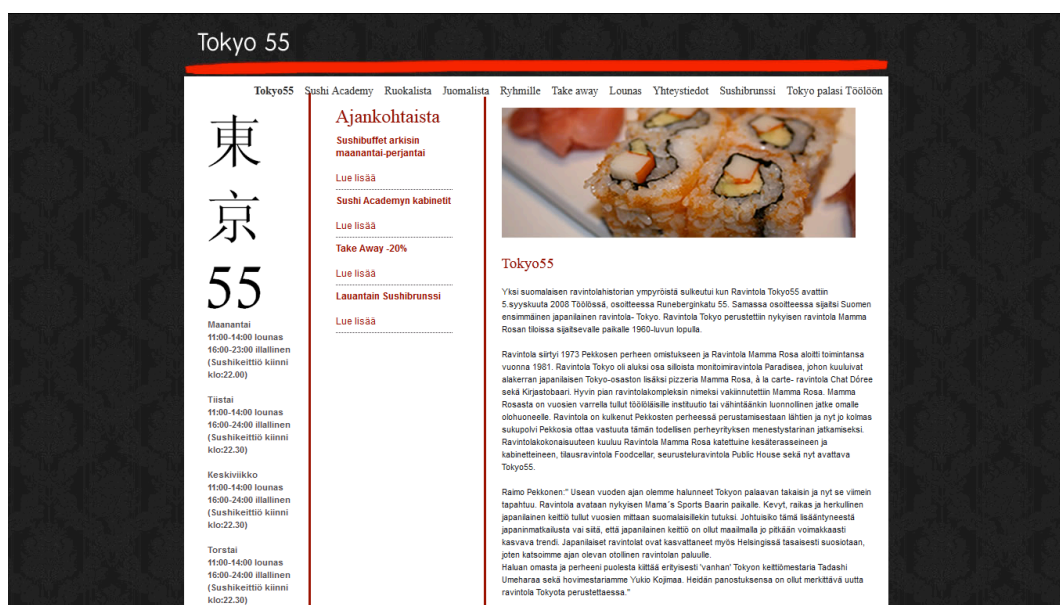 Tokyo 55
Tokyo55 Sushi Academy Ruokalista Juomalista Ryhmille Take away Lounas Yhteystiedot Sushibrunssi Tokyo palasi Töölöön
東
京
55
Maanantai
11:00-14:00 lounas
16:00-23:00 illallinen
(Sushikeittiö kiinni
klo:22.00)
Tiistai
11:00-14:00 lounas
16:00-24:00 illallinen
(Sushikeittiö kiinni
klo:22.30)
Keskiviikko
11:00-14:00 lounas
16:00-24:00 illallinen
(Sushikeittiö kiinni
klo:22.30)
Torstai
11:00-14:00 lounas
16:00-24:00 illallinen
(Sushikeittiö kiinni
klo:22.30)
Ajankohtaista
Sushibuffet arkisin
maanantai-perjantai
Lue lisää
Sushi Academyn kabinetit
Lue lisää
Take Away -20%
Lue lisää
Lauantain Sushibrunssi
Lue lisää
Tokyo55
Yksi suomalaisen ravintolahistorian ympyröistä sulkeutui kun Ravintola Tokyo55 avattiin
5.syyskuuta 2008 Töölössä, osoitteessa Runeberginkatu 55. Samassa osoitteessa sijaitsi Suomen
ensimmäinen japanilainen ravintola- Tokyo. Ravintola Tokyo perustettiin nykyisen ravintola Mamma
Rosan tiloissa sijaitsevalle paikalle 1960-luvun lopulla.
Ravintola siirtyi 1973 Pekkosen perheen omistukseen ja Ravintola Mamma Rosa aloitti toimintansa
vuonna 1981. Ravintola Tokyo oli aluksi osa silloista monitoimiravintola Paradisea, johon kuuluivat
alakerran japanilaisen Tokyo-osaston lisäksi pizzeria Mamma Rosa, à la carte- ravintola Chat Dóree
sekä Kirjastobaari. Hyvin pian ravintolakompleksin nimeksi vakiinnutettiin Mamma Rosa. Mamma
Rosasta on vuosien varrella tullut töölöläisille instituutio tai vähintäänkin luonnollinen jatke omalle
olohuoneelle. Ravintola on kulkenut Pekkosten perheessä perustamisestaan lähtien ja nyt jo kolmas
sukupolvi Pekkosia ottaa vastuuta tämän todellisen perheyrityksen menestystarinan jatkamiseksi.
Ravintolakokonaisuuteen kuuluu Ravintola Mamma Rosa katettuine kesäterasseineen ja
kabinetteineen, tilausravintola Foodcellar, seurusteluravintola Public House sekä nyt avattava
Tokyo55.
Raimo Pekkonen:" Usean vuoden ajan olemme halunneet Tokyon palaavan takaisin ja nyt se viimein
tapahtuu. Ravintola avataan nykyisen Mama´s Sports Baarin paikalle. Kevyt, raikas ja herkullinen
japanilainen keittiö tullut vuosien mittaan suomalaisillekin tutuksi. Johtuisiko tämä lisääntyneestä
japaninmatkailusta vai siitä, että japanilainen keittiö on ollut maailmalla jo pitkään voimakkaasti
kasvava trendi. Japanilaiset ravintolat ovat kasvattaneet myös Helsingissä tasaisesti suosiotaan,
joten katsoimme ajan olevan otollinen ravintolan paluulle.
Haluan omasta ja perheeni puolesta kiittää erityisesti 'vanhan' Tokyon keittiömestaria Tadashi
Umeharaa sekä hovimestariamme Yukio Kojimaa. Heidän panostuksensa on ollut merkittävä uutta
ravintola Tokyota perustettaessa."